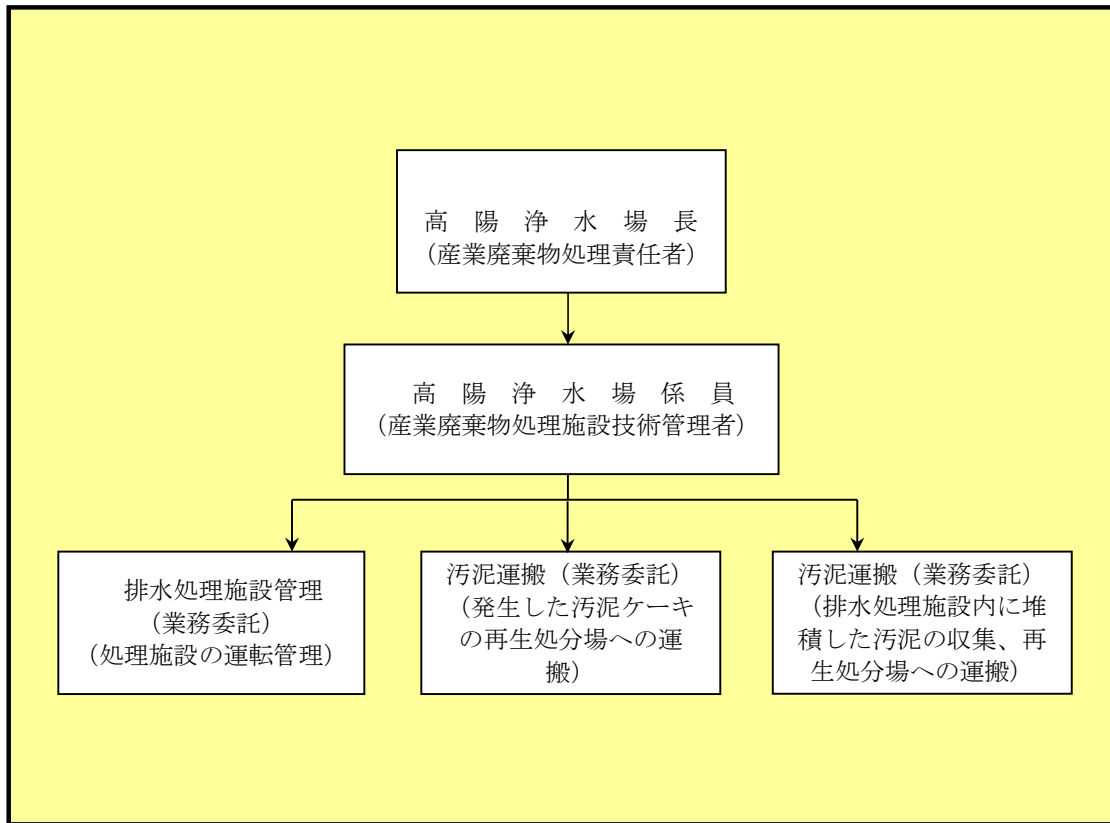 高　陽　浄　水　場　長
（産業廃棄物処理責任者）
高　陽　浄　水　場　係　員
（産業廃棄物処理施設技術管理者）
排水処理施設管理
（業務委託）
（処理施設の運転管理）
汚泥運搬（業務委託）
（発生した汚泥ケーキ
の再生処分場への運
搬）
汚泥運搬（業務委託）
（排水処理施設内に堆
積した汚泥の収集、再
生処分場への運搬）